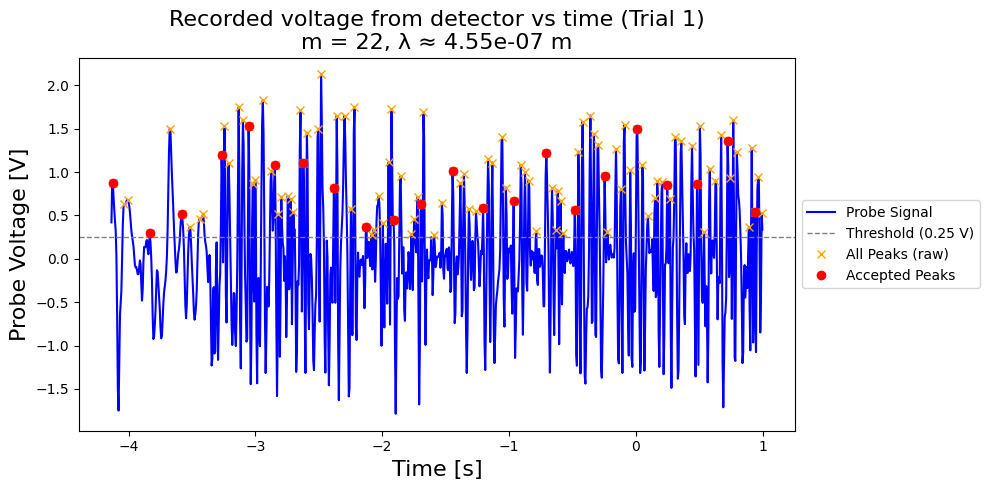 Recorded voltage from detector vs time (Trial 1)
m = 22, λ ≈ 4.55e-07 m
Probe Voltage [V]
2.0
1.5
1.0
0.5
0.0
−0.5
−1.0
−1.5
−4
−3
−2
−1
0
1
Time [s]
Probe Signal
Threshold (0.25 V)
All Peaks (raw)
Accepted Peaks